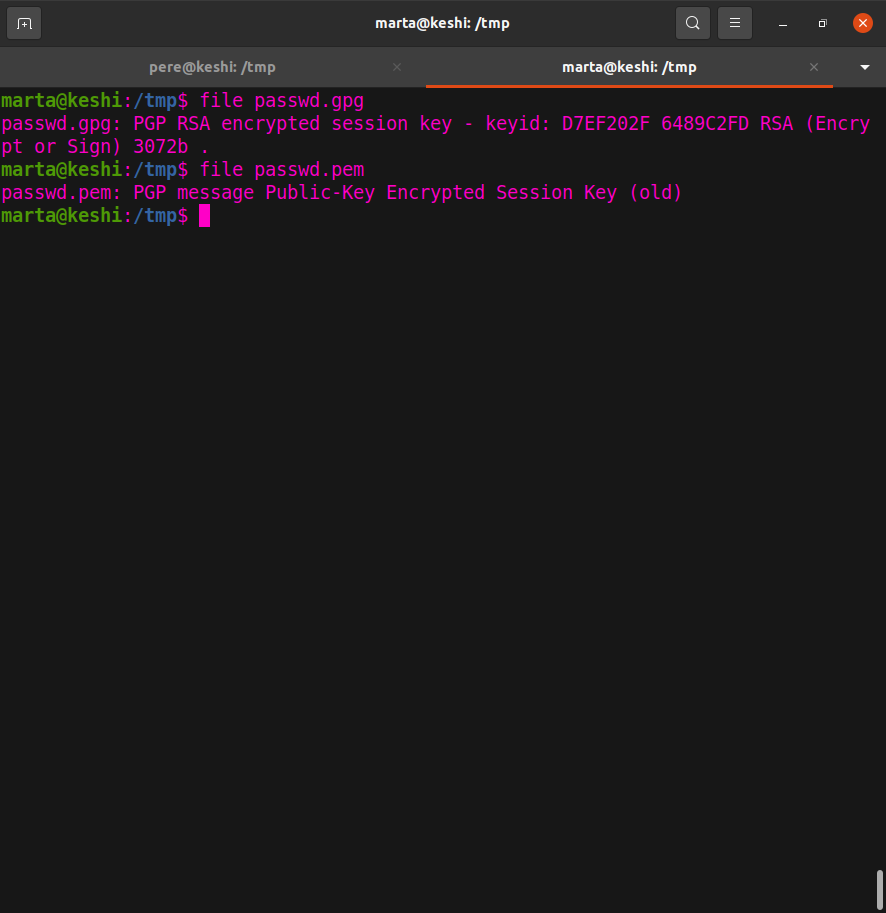 marta@keshi: /tmp
pere@keshi: /tmp
marta@keshi: /tmp
marta@keshi:/tmp$ file passwd.gpg
passwd.gpg: PGP RSA encrypted session key - keyid: D7EF202F 6489C2FD RSA (Encry
pt or Sign) 3072b .
marta@keshi:/tmp$ file passwd.pem
passwd.pem: PGP message Public-Key Encrypted Session Key (old)
marta@keshi:/tmp$